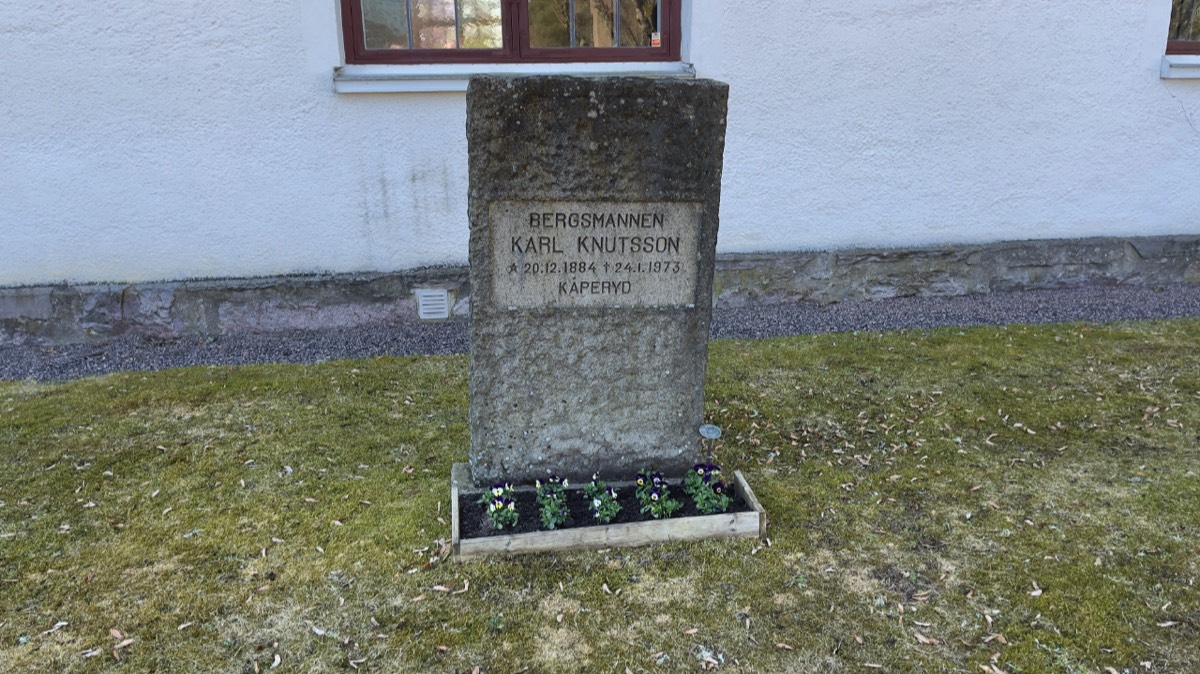 BERGSMANNEN
KARL KNUTSSON
* 20.12.1884 † 24.1.1973
KÅPERYD